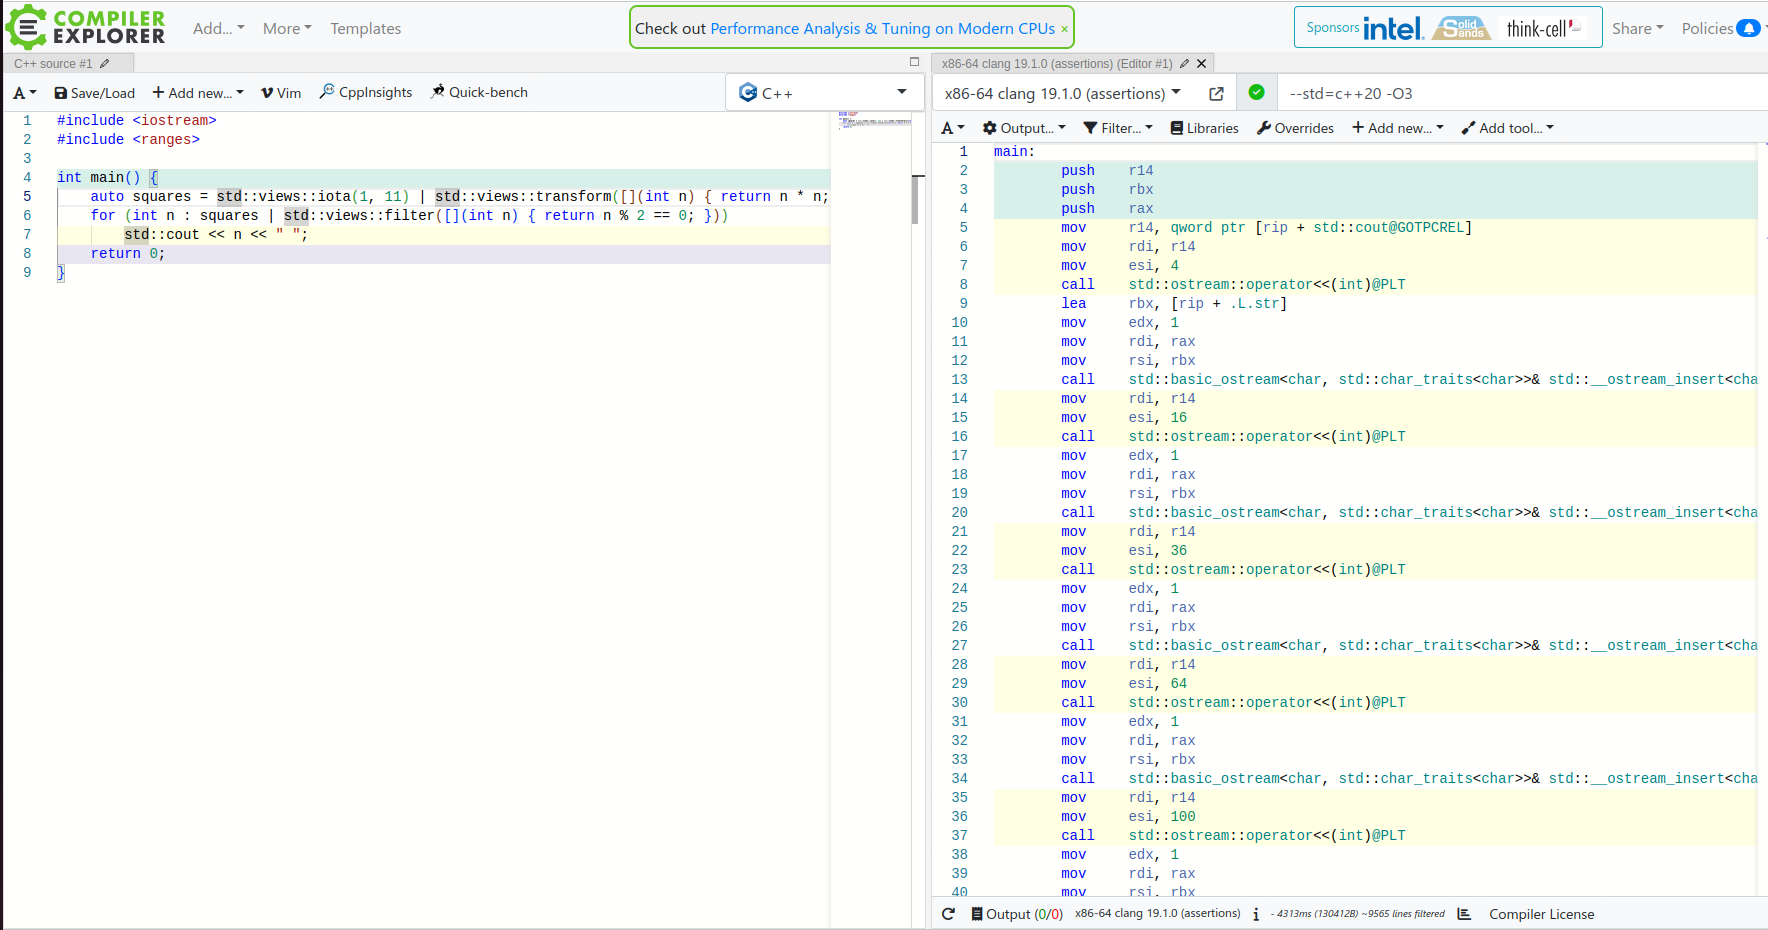 COMPILER
EXPLORER
Add...
More
Templates
Check out Performance Analysis & Tuning on Modern CPUs ×
Sponsors intel. Solid Sands think-cell
Share
Policies
C++ source #1
A
Save/Load
+ Add new...
Vim
CppInsights
Quick-bench
C++
1 #include <iostream>
2 #include <ranges>
3
4 int main() {
5 auto squares = std::views::iota(1, 11) | std::views::transform([](int n) { return n * n;
6 for (int n : squares | std::views::filter([](int n) { return n % 2 == 0; }))
7 std::cout << n << " ";
8 return 0;
9 }
x86-64 clang 19.1.0 (assertions) (Editor #1)
x86-64 clang 19.1.0 (assertions)
--std=c++20 -O3
A
Output...
Filter...
Libraries
Overrides
+ Add new...
Add tool...
1 main:
2 push r14
3 push rbx
4 push rax
5 mov r14, qword ptr [rip + std::cout@GOTPCREL]
6 mov rdi, r14
7 mov esi, 4
8 call std::ostream::operator<<(int)@PLT
9 lea rbx, [rip + .L.str]
10 mov edx, 1
11 mov rdi, rax
12 mov rsi, rbx
13 call std::basic_ostream<char, std::char_traits<char>>& std::__ostream_insert<cha
14 mov rdi, r14
15 mov esi, 16
16 call std::ostream::operator<<(int)@PLT
17 mov edx, 1
18 mov rdi, rax
19 mov rsi, rbx
20 call std::basic_ostream<char, std::char_traits<char>>& std::__ostream_insert<cha
21 mov rdi, r14
22 mov esi, 36
23 call std::ostream::operator<<(int)@PLT
24 mov edx, 1
25 mov rdi, rax
26 mov rsi, rbx
27 call std::basic_ostream<char, std::char_traits<char>>& std::__ostream_insert<cha
28 mov rdi, r14
29 mov esi, 64
30 call std::ostream::operator<<(int)@PLT
31 mov edx, 1
32 mov rdi, rax
33 mov rsi, rbx
34 call std::basic_ostream<char, std::char_traits<char>>& std::__ostream_insert<cha
35 mov rdi, r14
36 mov esi, 100
37 call std::ostream::operator<<(int)@PLT
38 mov edx, 1
39 mov rdi, rax
40 mov rsi, rbx
Output (0/0) x86-64 clang 19.1.0 (assertions) i - 4313ms (130412B) ~9565 lines filtered Compiler License